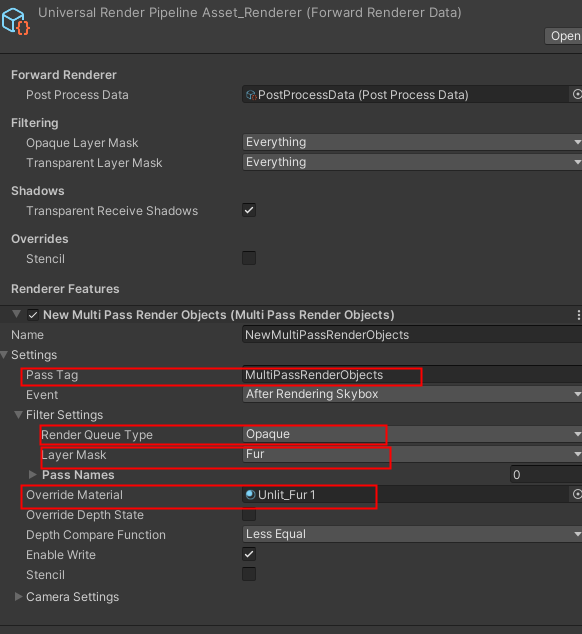 Universal Render Pipeline Asset_Renderer (Forward Renderer Data)
Open
Forward Renderer
Post Process Data PostProcessData (Post Process Data)
Filtering
Opaque Layer Mask Everything
Transparent Layer Mask Everything
Shadows
Transparent Receive Shadows
Overrides
Stencil
Renderer Features
New Multi Pass Render Objects (Multi Pass Render Objects)
Name NewMultiPassRenderObjects
Settings
Pass Tag MultiPassRenderObjects
Event After Rendering Skybox
Filter Settings
Render Queue Type Opaque
Layer Mask Fur
Pass Names 0
Override Material Unlit_Fur 1
Override Depth State
Depth Compare Function Less Equal
Enable Write
Stencil
Camera Settings